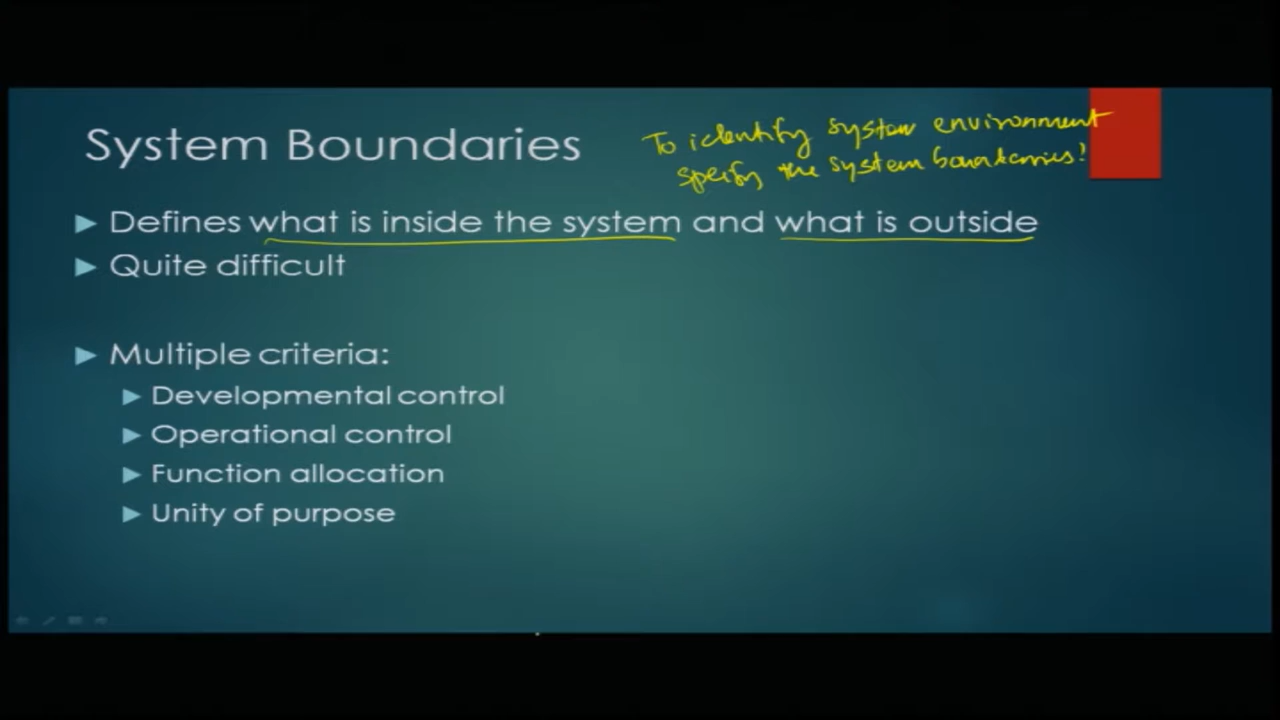 System Boundaries
To identify system environment
specify the system boundaries!
Defines what is inside the system and what is outside
Quite difficult
Multiple criteria:
Developmental control
Operational control
Function allocation
Unity of purpose